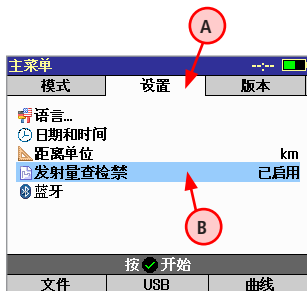 A
主菜单 --:--
模式 设置 版本
语言...
日期和时间
距离单位 km
发射量查检禁 已启用
蓝牙
B
按 开始
文件 USB 曲线